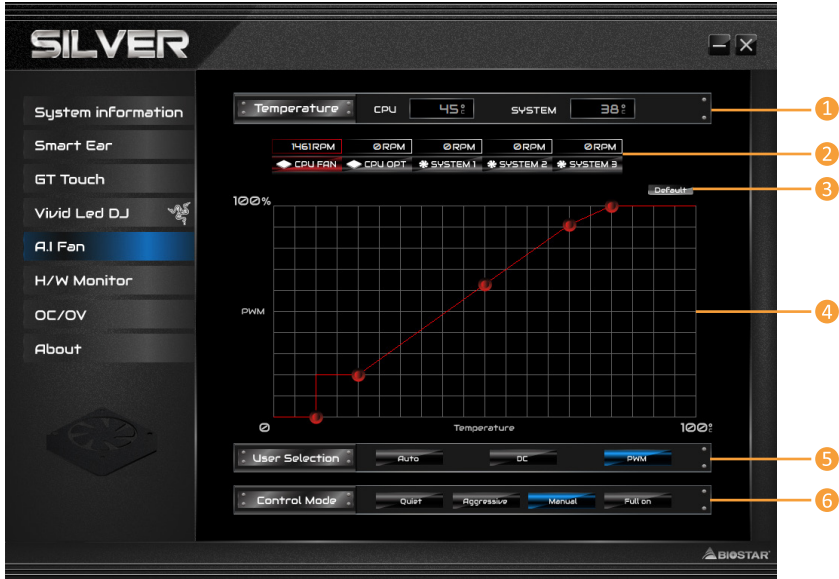 SILVER
System information
Smart Ear
GT Touch
Vivid Led DJ
A.I Fan
H/W Monitor
OC/OV
About
Temperature CPU 45°C SYSTEM 38°C 1
1461RPM 0RPM 0RPM 0RPM 0RPM
CPU FAN CPU OPT SYSTEM 1 SYSTEM 2 SYSTEM 3 2
Default 3
100%
PWM 4
0 Temperature 100°C
User Selection Auto DC PWM 5
Control Mode Quiet Aggressive Manual Full on 6
BIOSTAR